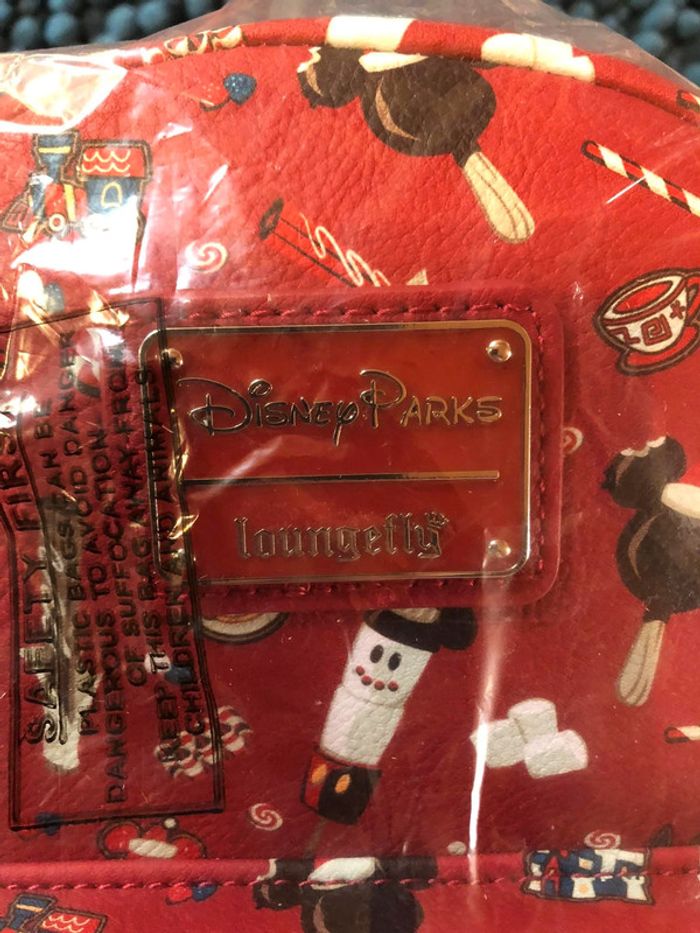 Disney Parks
loungefly
SAFETY FIRST
PLASTIC BAGS CAN BE
DANGEROUS TO AVOID DANGER
OF SUFFOCATION
KEEP THIS BAG AWAY FROM
CHILDREN AND ANIMALS